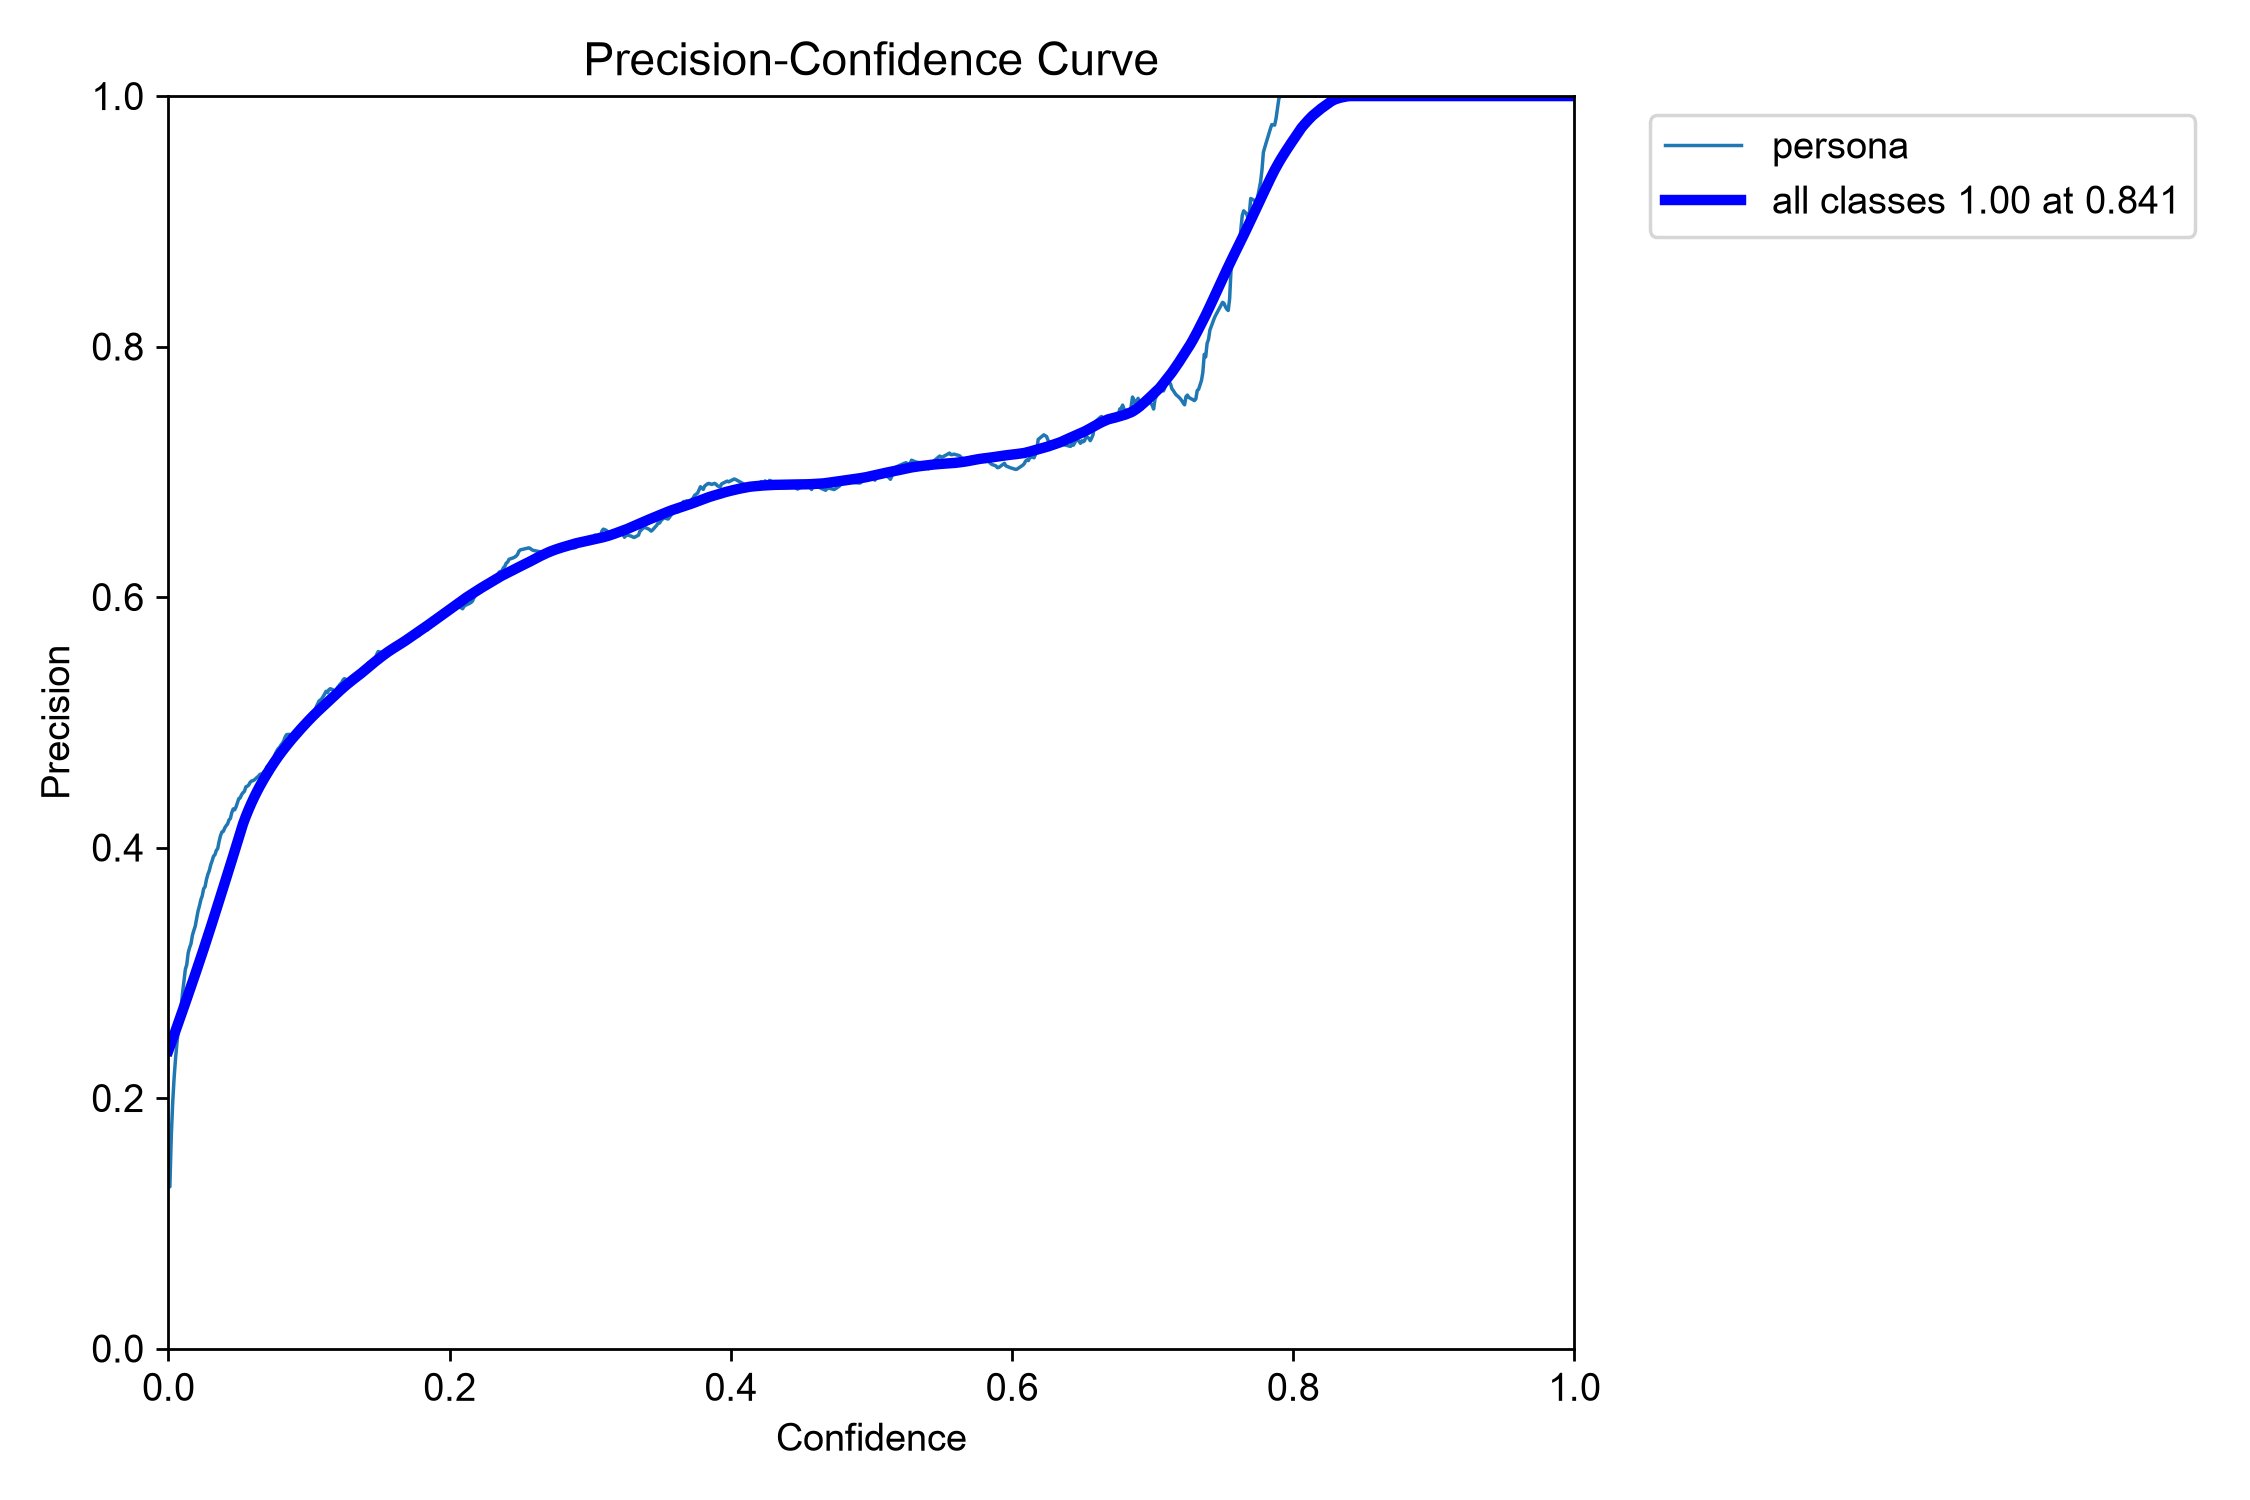 Precision-Confidence Curve
persona
all classes 1.00 at 0.841
Precision
1.0
0.8
0.6
0.4
0.2
0.0
0.0 0.2 0.4 0.6 0.8 1.0
Confidence